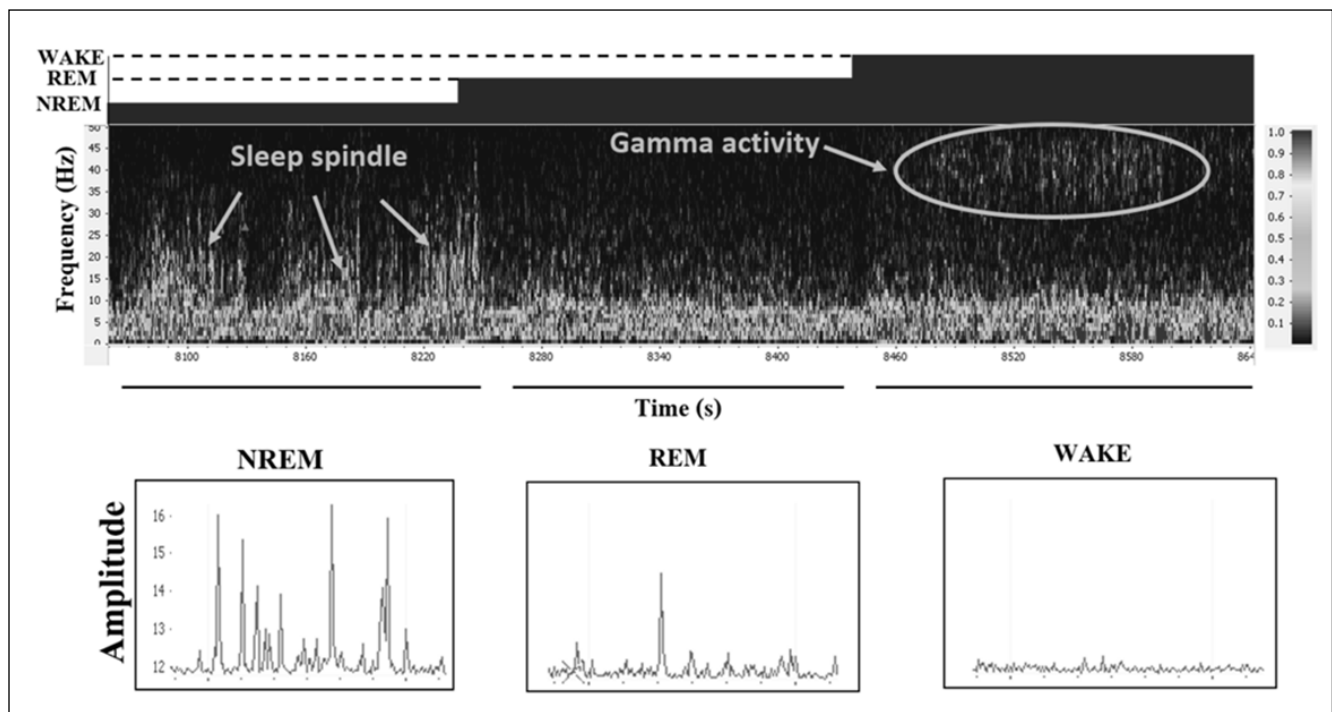 WAKE
REM
NREM
Frequency (Hz)
50
45
40
35
30
25
20
15
10
5
0
Sleep spindle
Gamma activity
1.0
0.9
0.8
0.7
0.6
0.5
0.4
0.3
0.2
0.1
8100 8160 8220 8280 8340 8400 8460 8520 8580 864
Time (s)
NREM REM WAKE
Amplitude
16
15
14
13
12